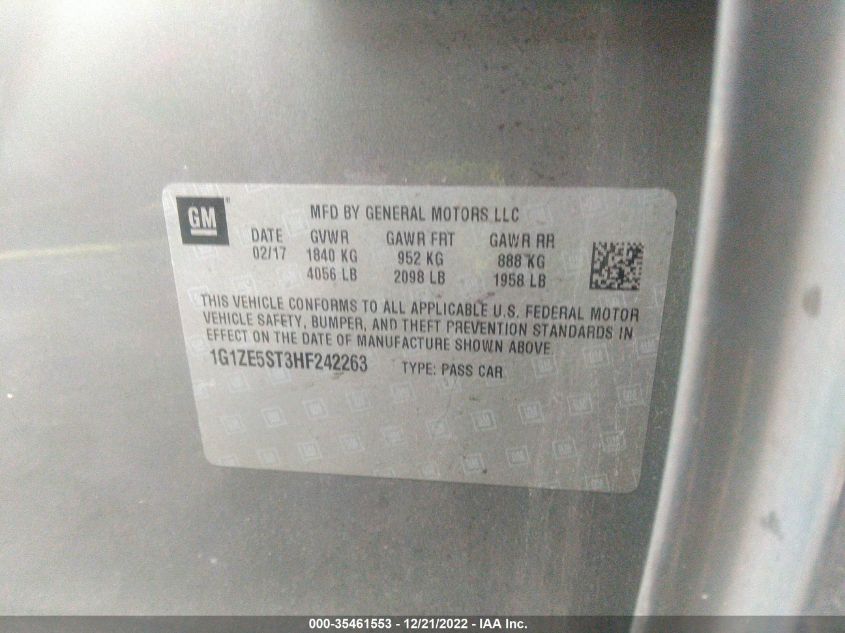 GM
MFD BY GENERAL MOTORS LLC
DATE GVWR GAWR FRT GAWR RR
02/17 1840 KG 952 KG 888 KG
4056 LB 2098 LB 1958 LB
THIS VEHICLE CONFORMS TO ALL APPLICABLE U.S. FEDERAL MOTOR
VEHICLE SAFETY, BUMPER, AND THEFT PREVENTION STANDARDS IN
EFFECT ON THE DATE OF MANUFACTURE SHOWN ABOVE
1G1ZE5ST3HF242263 TYPE: PASS CAR
000-35461553 - 12/21/2022 - IAA Inc.